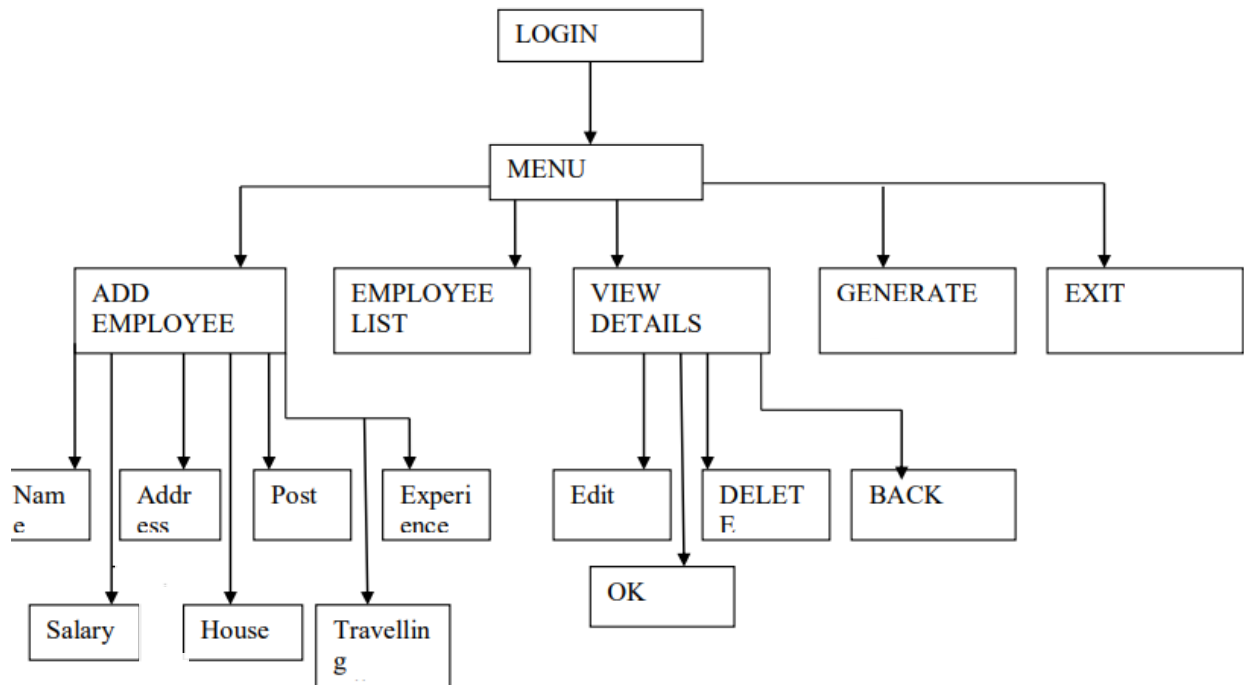 LOGIN
MENU
ADD
EMPLOYEE
EMPLOYEE
LIST
VIEW
DETAILS
GENERATE
EXIT
Nam
e
Addr
ess
Post
Experi
ence
Edit
DELET
E
BACK
Salary
House
Travellin
g
OK